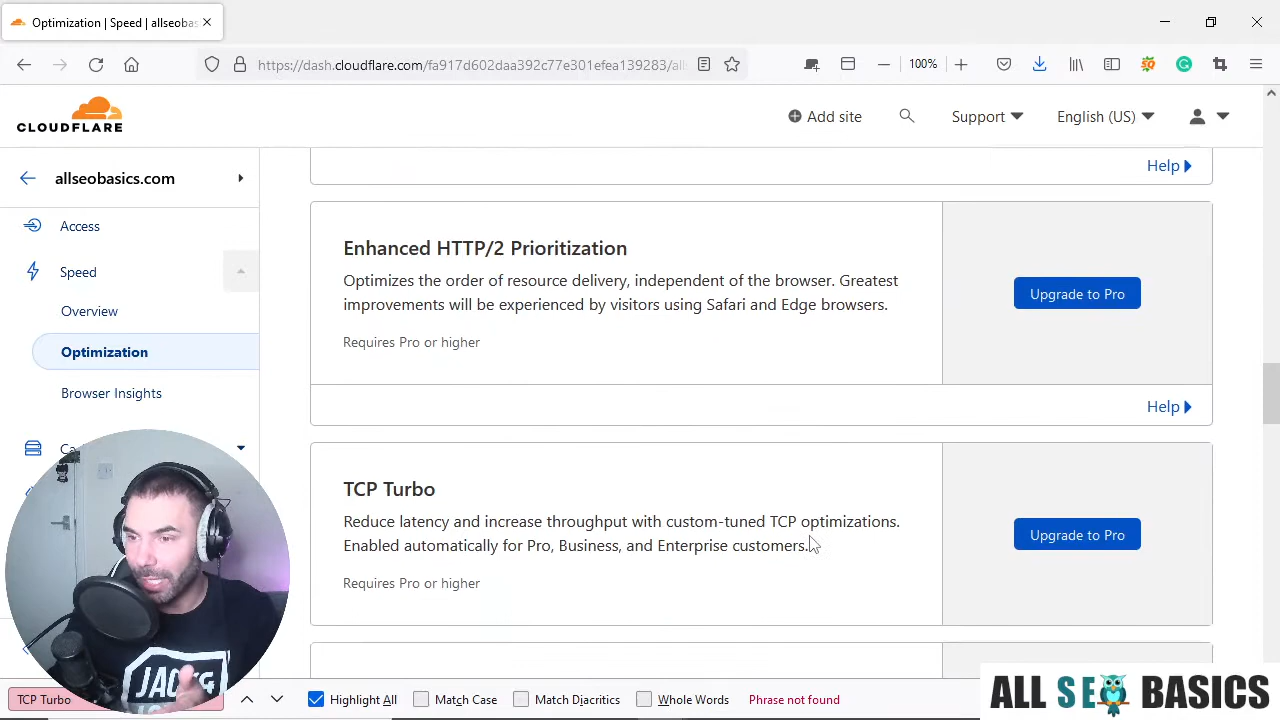 Optimization | Speed | allseobas
https://dash.cloudflare.com/fa917d602daa392c77e301efea139283/all
100%
CLOUDFLARE
Add site
Support
English (US)
allseobasics.com
Help
Access
Speed
Overview
Optimization
Browser Insights
Enhanced HTTP/2 Prioritization
Optimizes the order of resource delivery, independent of the browser. Greatest
improvements will be experienced by visitors using Safari and Edge browsers.
Requires Pro or higher
Upgrade to Pro
Help
TCP Turbo
Reduce latency and increase throughput with custom-tuned TCP optimizations.
Enabled automatically for Pro, Business, and Enterprise customers.
Requires Pro or higher
Upgrade to Pro
TCP Turbo
Highlight All
Match Case
Match Diacritics
Whole Words
Phrase not found
ALL SEO BASICS